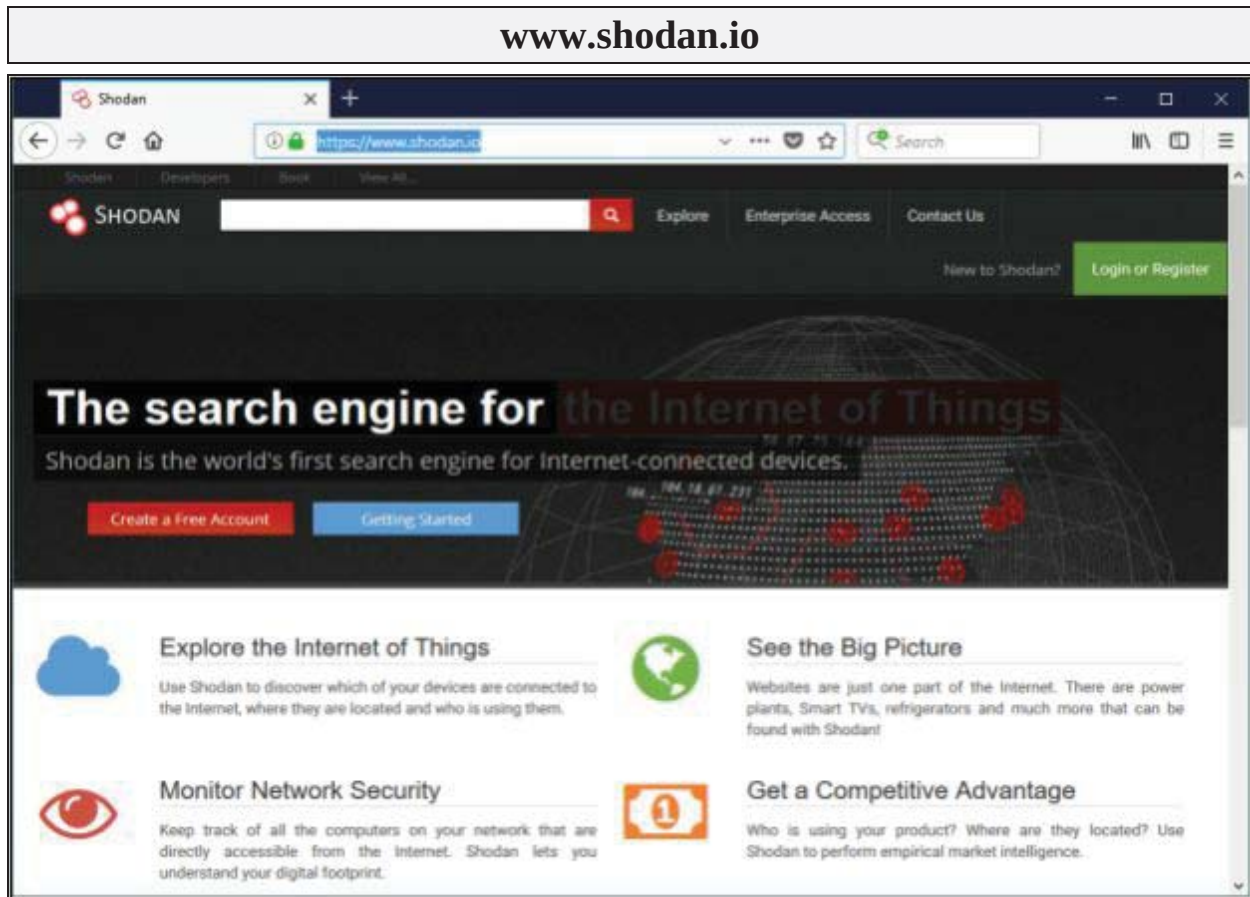 www.shodan.io
Shodan
https://www.shodan.io
Search
Shodan Developers Book View All...
SHODAN Explore Enterprise Access Contact Us
New to Shodan? Login or Register
The search engine for the Internet of Things
Shodan is the world's first search engine for Internet-connected devices.
Create a Free Account Getting Started
Explore the Internet of Things
Use Shodan to discover which of your devices are connected to
the Internet, where they are located and who is using them.
See the Big Picture
Websites are just one part of the Internet. There are power
plants, Smart TVs, refrigerators and much more that can be
found with Shodan!
Monitor Network Security
Keep track of all the computers on your network that are
directly accessible from the Internet. Shodan lets you
understand your digital footprint.
1
Get a Competitive Advantage
Who is using your product? Where are they located? Use
Shodan to perform empirical market intelligence.